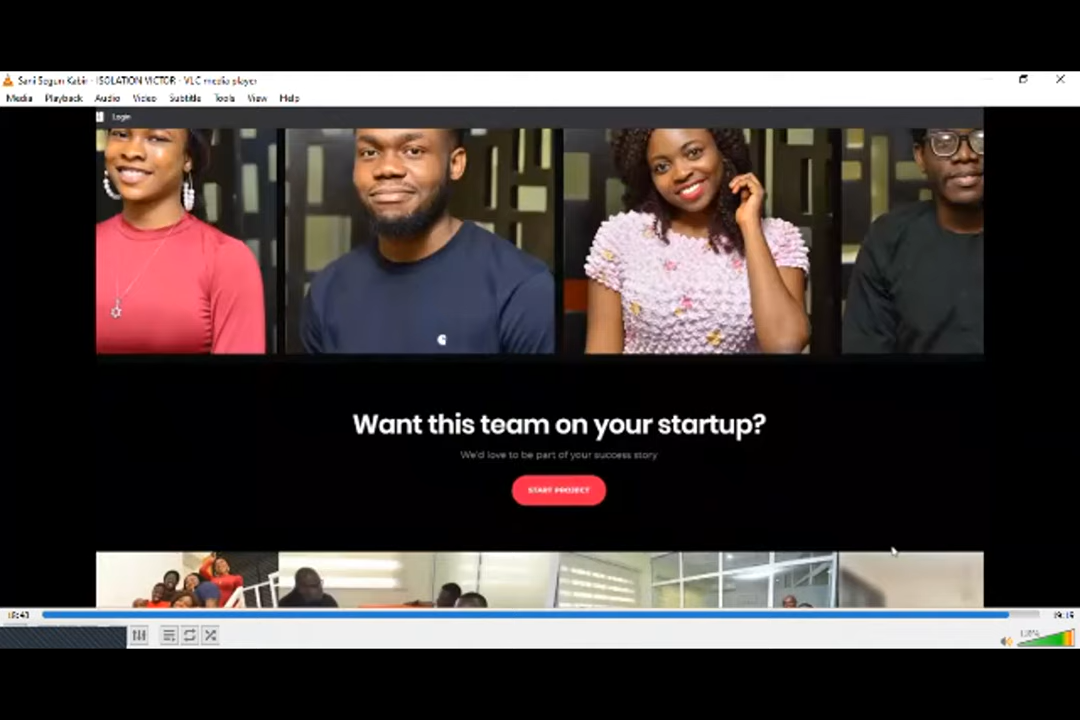 Sani Segun Kabir - ISOLATION VICTOR - VLC media player
Media Playback Audio Video Subtitle Tools View Help
Login
Want this team on your startup?
We'd love to be part of your success story
START PROJECT